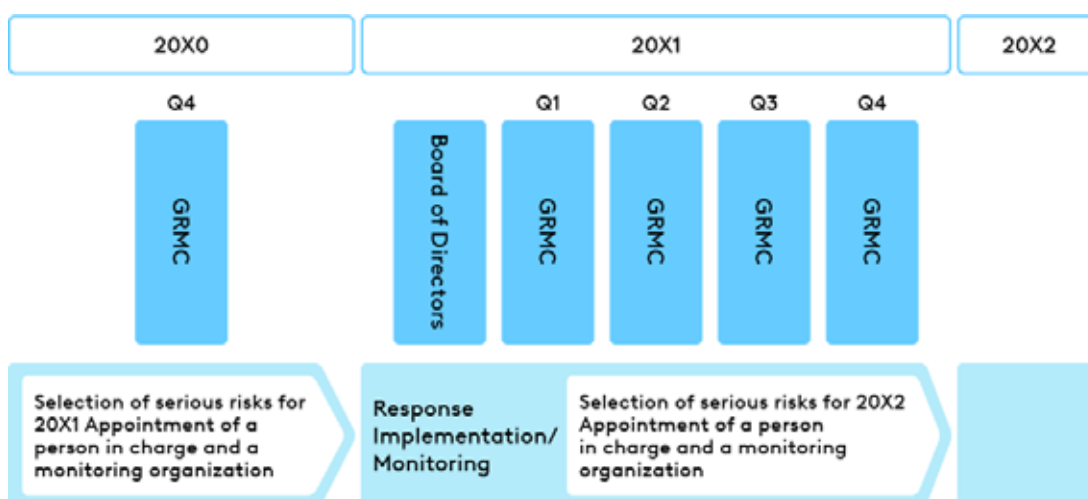 20X0
20X1
20X2
Q4
Q1
Q2
Q3
Q4
GRMC
Board of Directors
GRMC
GRMC
GRMC
GRMC
Selection of serious risks for
20X1 Appointment of a
person in charge and a
monitoring organization
Response
Implementation/
Monitoring
Selection of serious risks for 20X2
Appointment of a person
in charge and a monitoring
organization